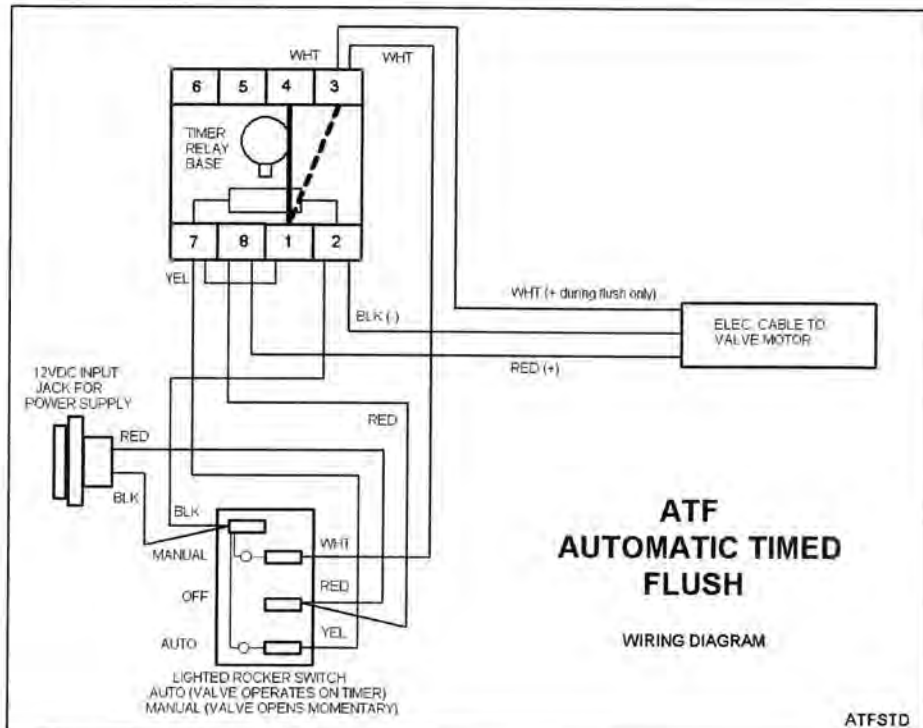 WHT
WHT
6 5 4 3
TIMER
RELAY
BASE
7 8 1 2
YEL
WHT (+ during flush only)
BLK (-)
ELEC. CABLE TO
VALVE MOTOR
RED (+)
12VDC INPUT
JACK FOR
POWER SUPPLY
RED
RED
BLK
BLK
WHT
MANUAL
RED
OFF
YEL
AUTO
LIGHTED ROCKER SWITCH
AUTO (VALVE OPERATES ON TIMER)
MANUAL (VALVE OPENS MOMENTARY)
ATF
AUTOMATIC TIMED
FLUSH
WIRING DIAGRAM
ATFSTD